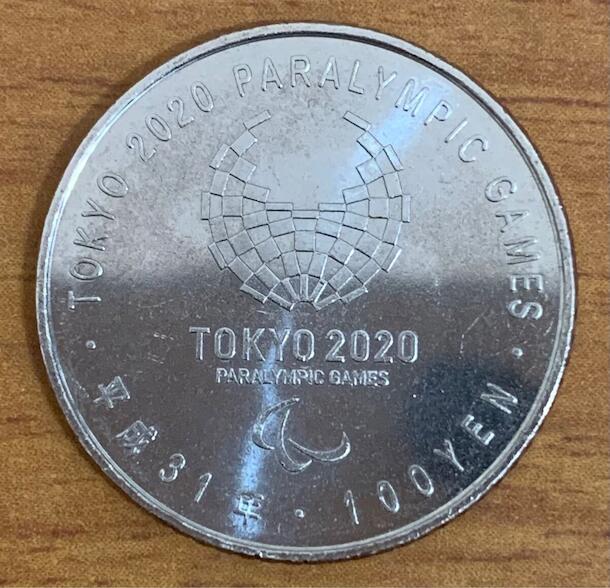 TOKYO 2020 PARALYMPIC GAMES
TOKYO 2020
PARALYMPIC GAMES
・平成31年・100YEN・